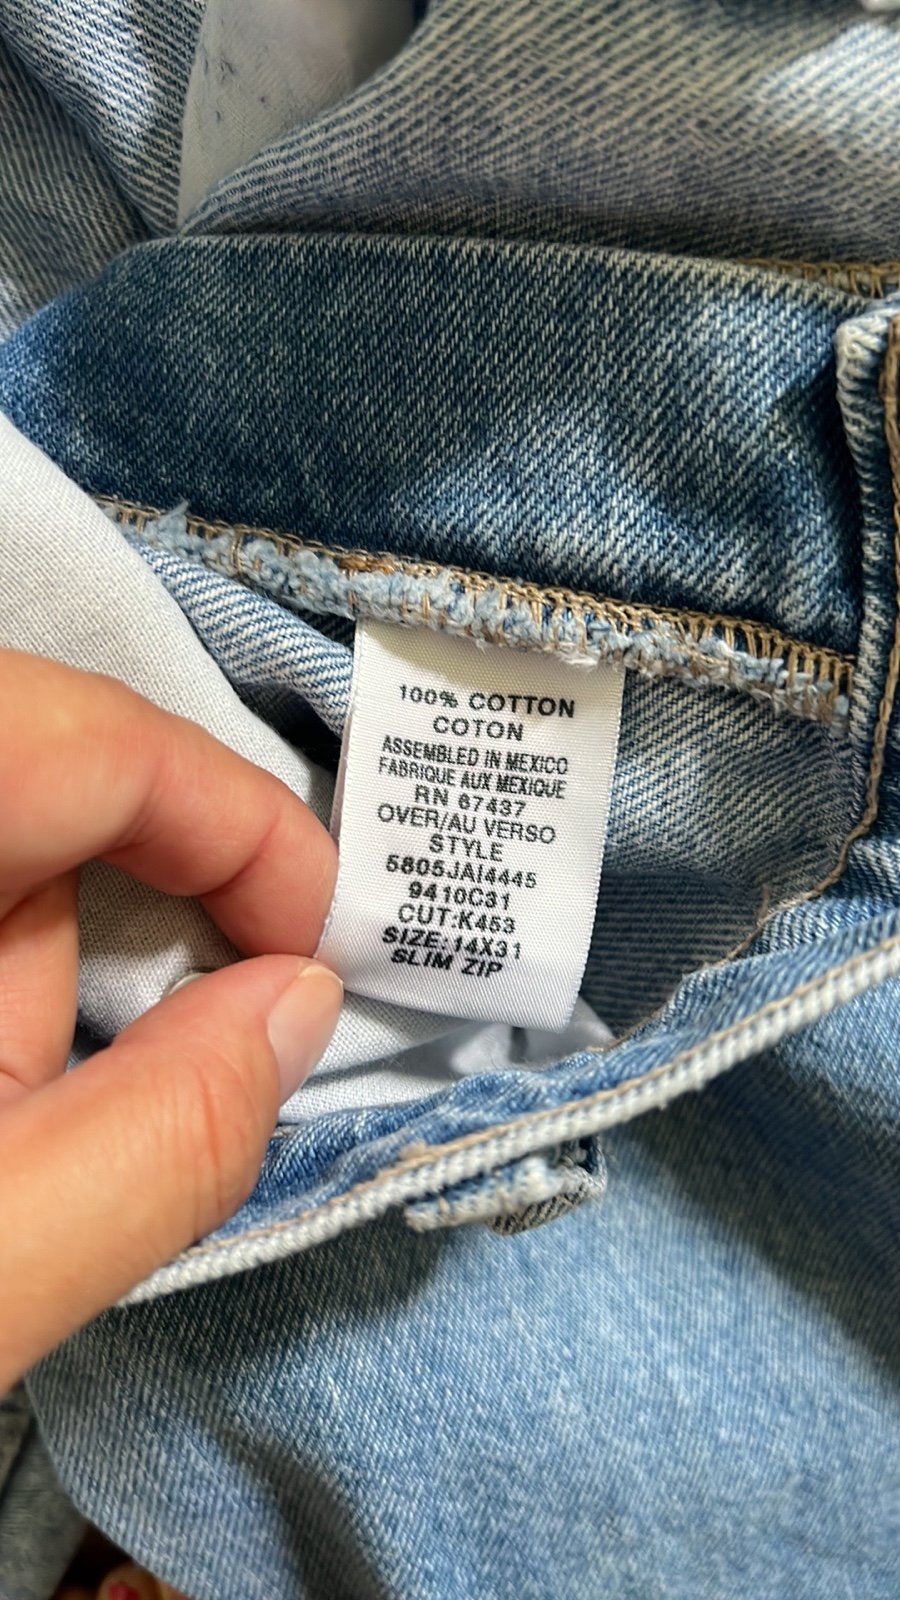 100% COTTON
COTON
ASSEMBLED IN MEXICO
FABRIQUE AUX MEXIQUE
RN 67437
OVER/AU VERSO
STYLE
5805JAI4445
9410C31
CUT:K453
SIZE:14X31
SLIM ZIP